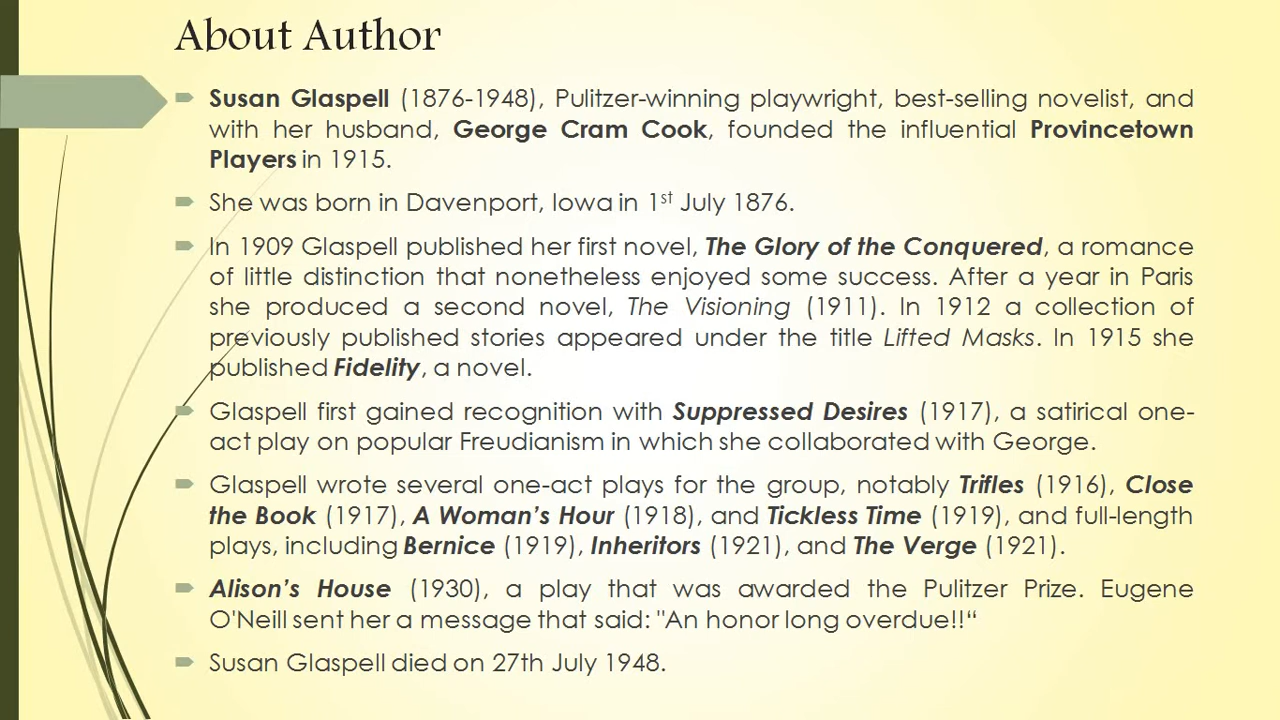 About Author
Susan Glaspell (1876-1948), Pulitzer-winning playwright, best-selling novelist, and
with her husband, George Cram Cook, founded the influential Provincetown
Players in 1915.
She was born in Davenport, Iowa in 1st July 1876.
In 1909 Glaspell published her first novel, The Glory of the Conquered, a romance
of little distinction that nonetheless enjoyed some success. After a year in Paris
she produced a second novel, The Visioning (1911). In 1912 a collection of
previously published stories appeared under the title Lifted Masks. In 1915 she
published Fidelity, a novel.
Glaspell first gained recognition with Suppressed Desires (1917), a satirical one-
act play on popular Freudianism in which she collaborated with George.
Glaspell wrote several one-act plays for the group, notably Trifles (1916), Close
the Book (1917), A Woman's Hour (1918), and Tickless Time (1919), and full-length
plays, including Bernice (1919), Inheritors (1921), and The Verge (1921).
Alison's House (1930), a play that was awarded the Pulitzer Prize. Eugene
O'Neill sent her a message that said: "An honor long overdue!!“
Susan Glaspell died on 27th July 1948.